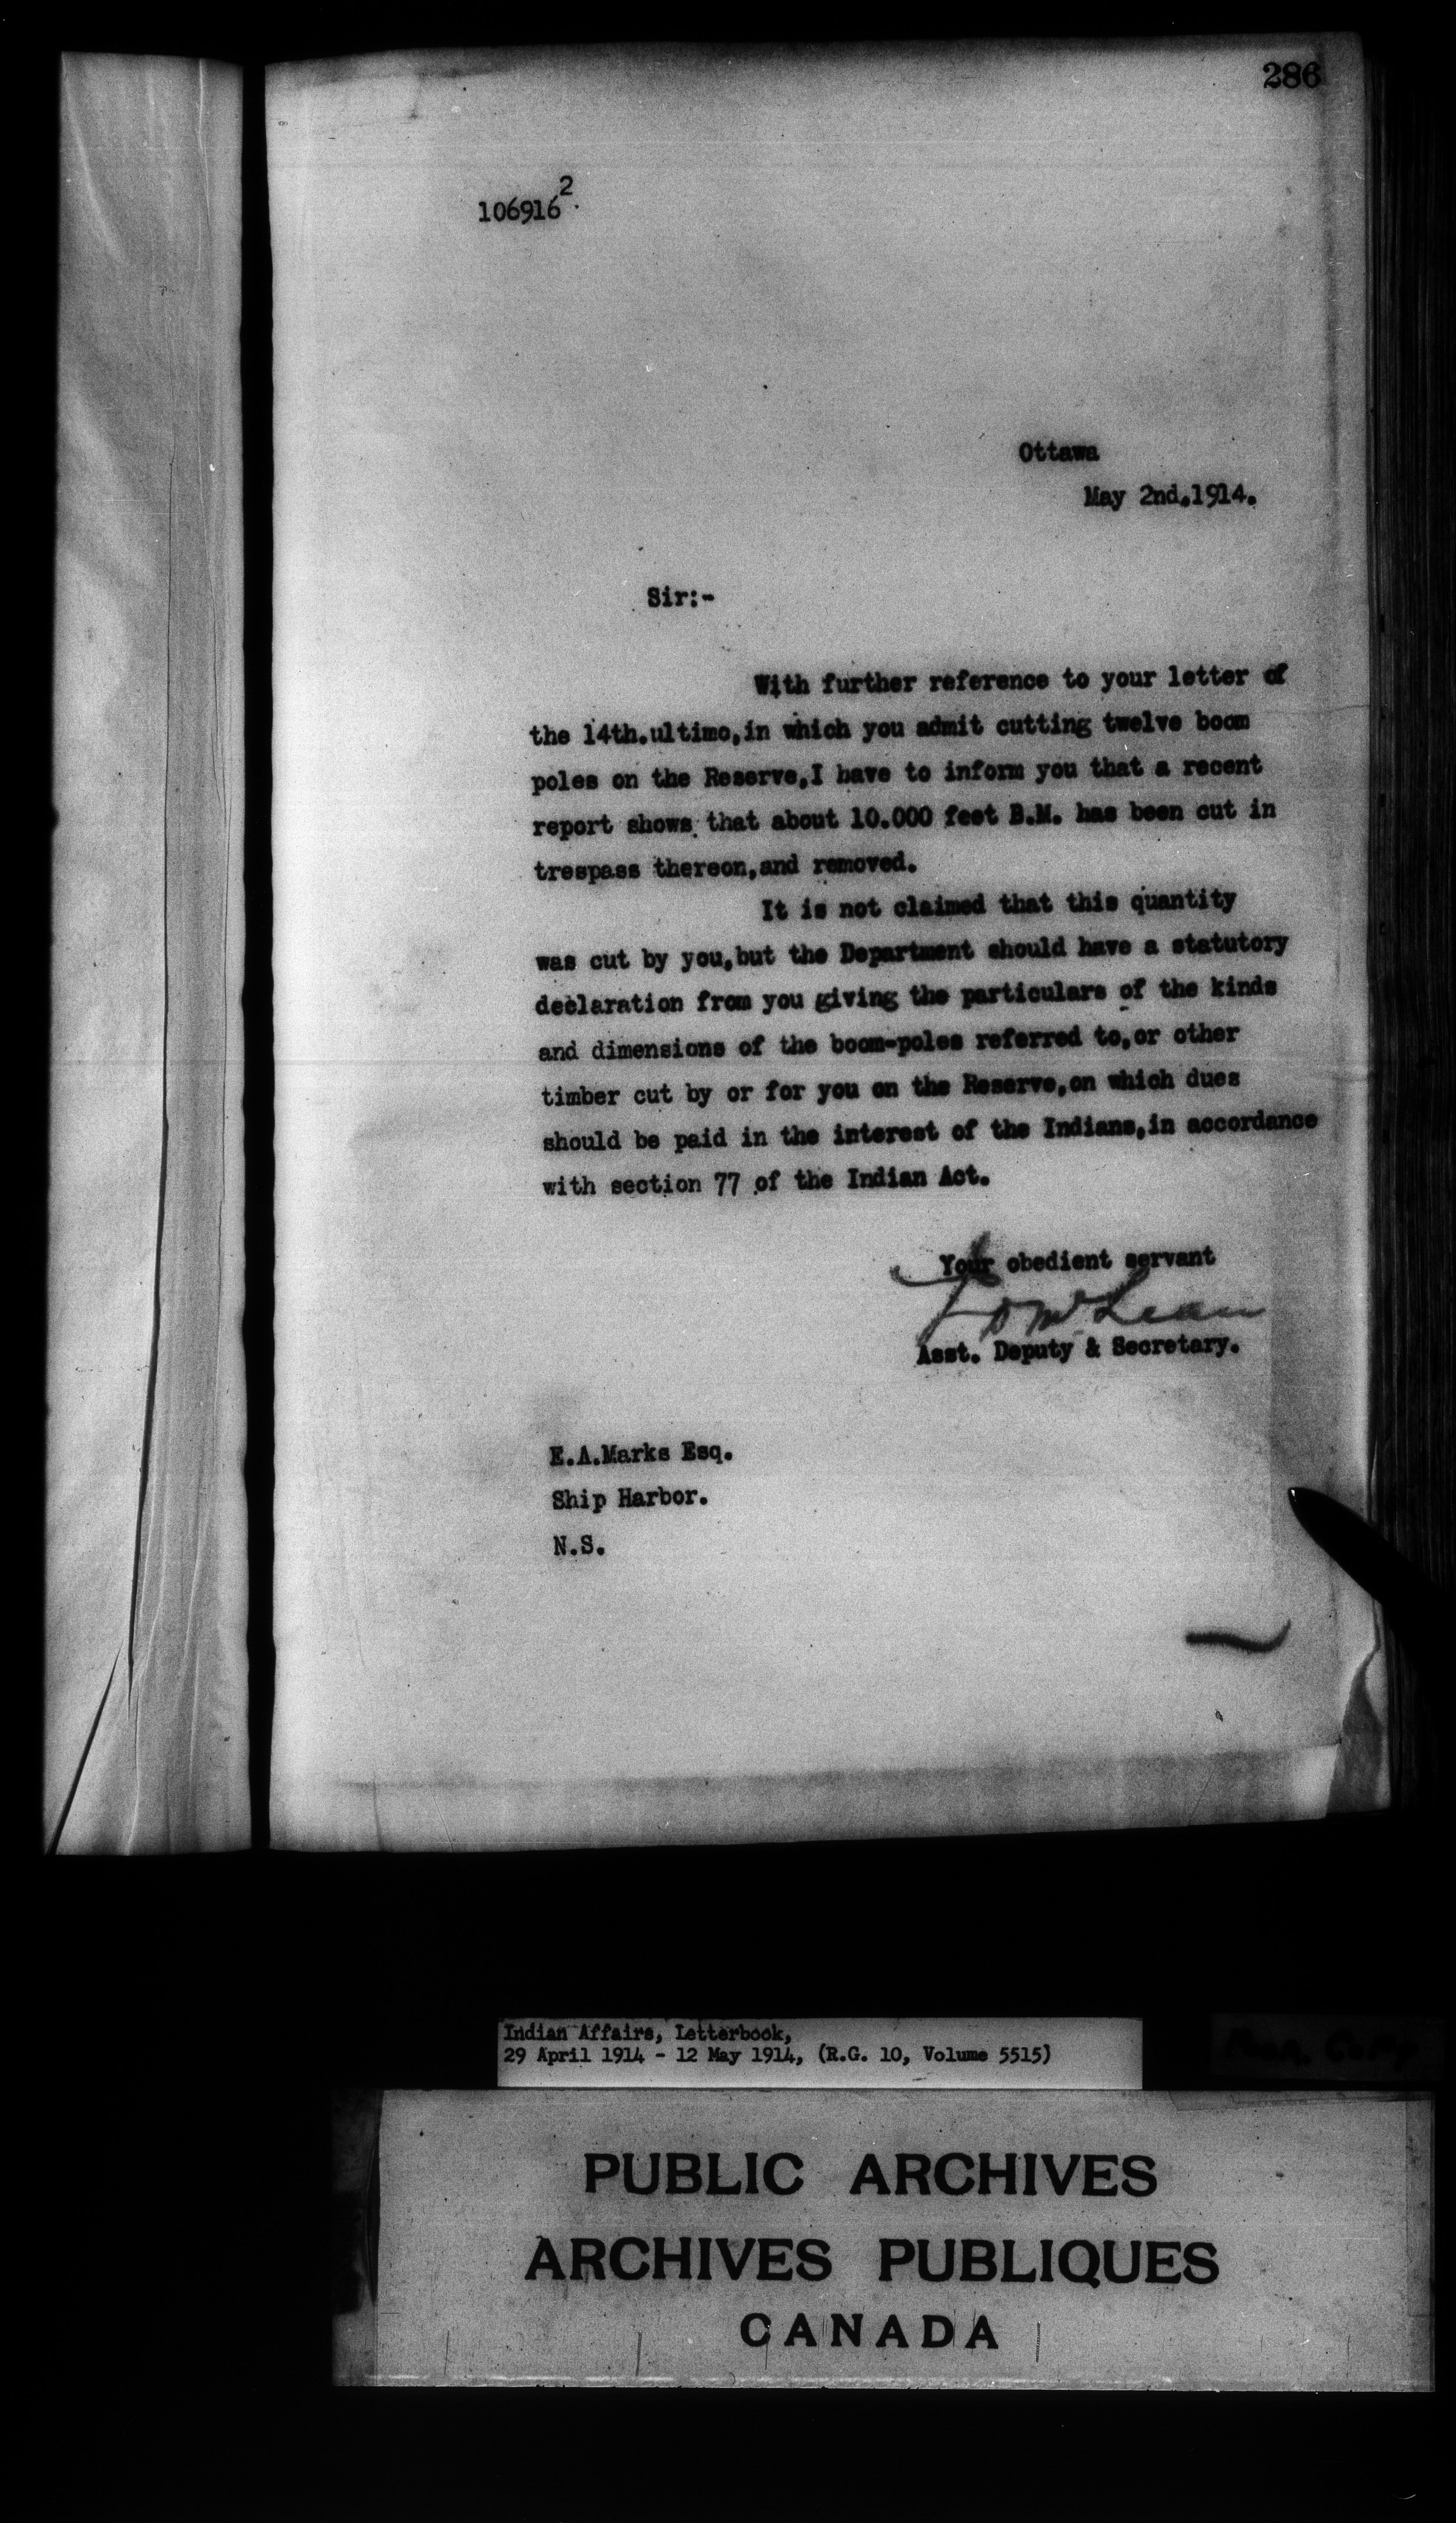 286
106916².
Ottawa
May 2nd.1914.
Sir:-
With further reference to your letter of
the 14th.ultimo,in which you admit cutting twelve boom
poles on the Reserve,I have to inform you that a recent
report shows that about 10.000 feet B.M. has been cut in
trespass thereon,and removed.
It is not claimed that this quantity
was cut by you,but the Department should have a statutory
declaration from you giving the particulars of the kinds
and dimensions of the boom-poles referred to,or other
timber cut by or for you on the Reserve,on which dues
should be paid in the interest of the Indians,in accordance
with section 77 of the Indian Act.
Your obedient servant
J D McLean
Asst. Deputy & Secretary.
E.A.Marks Esq.
Ship Harbor.
N.S.
Indian Affairs, Letterbook,
29 April 1914 - 12 May 1914, (R.G. 10, Volume 5515)
PUBLIC ARCHIVES
ARCHIVES PUBLIQUES
CANADA